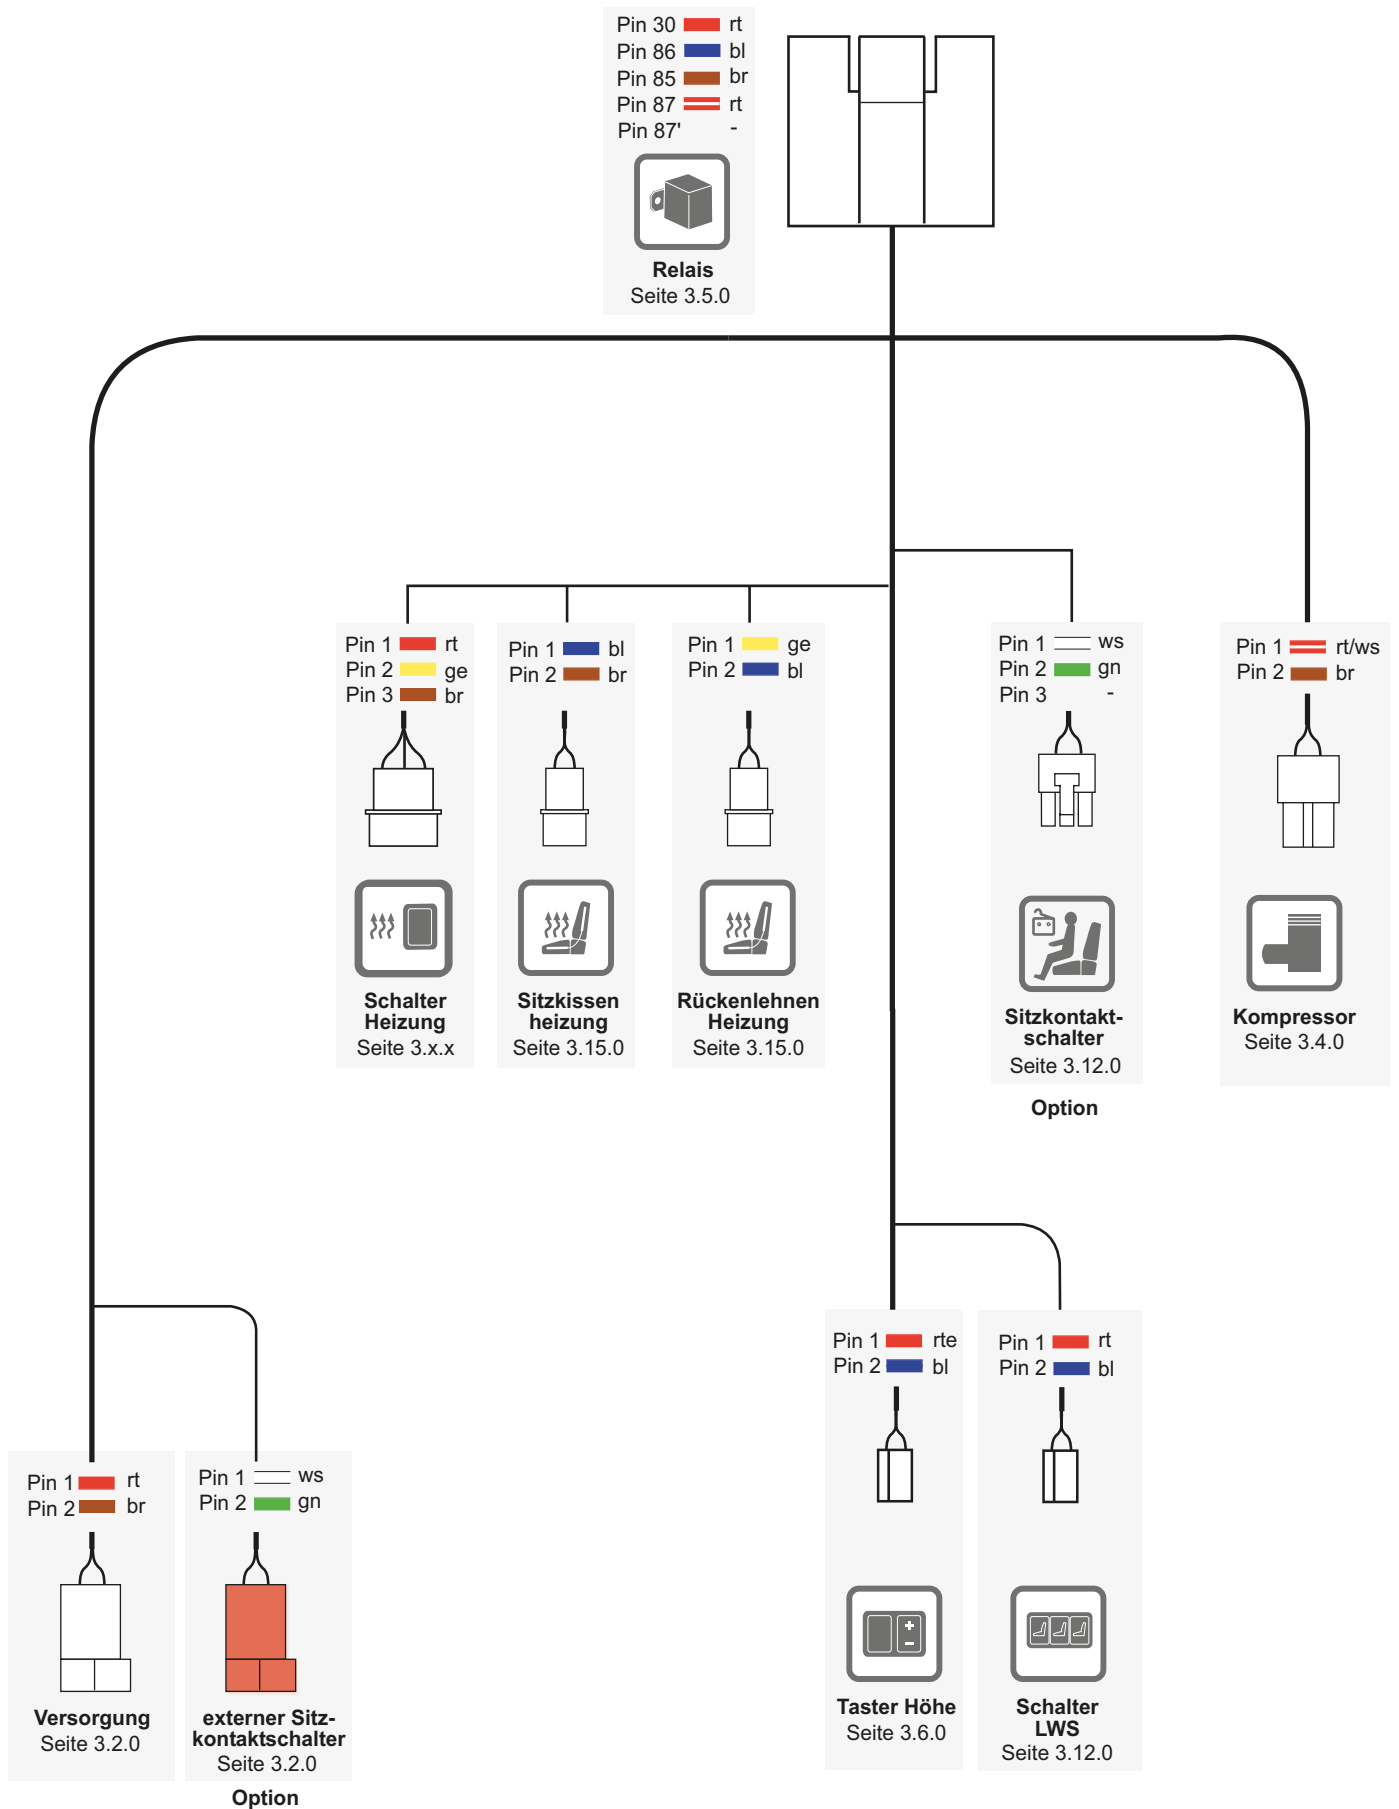 Pin 30 rt
Pin 86 bl
Pin 85 br
Pin 87 rt
Pin 87' -
Relais
Seite 3.5.0
Pin 1 rt
Pin 2 ge
Pin 3 br
Schalter
Heizung
Seite 3.x.x
Pin 1 bl
Pin 2 br
Sitzkissen
heizung
Seite 3.15.0
Pin 1 ge
Pin 2 bl
Rückenlehnen
Heizung
Seite 3.15.0
Pin 1 ws
Pin 2 gn
Pin 3 -
Sitzkontakt-
schalter
Seite 3.12.0
Option
Pin 1 rt/ws
Pin 2 br
Kompressor
Seite 3.4.0
Pin 1 rt
Pin 2 br
Versorgung
Seite 3.2.0
Pin 1 ws
Pin 2 gn
externer Sitz-
kontaktschalter
Seite 3.2.0
Option
Pin 1 rte
Pin 2 bl
Taster Höhe
Seite 3.6.0
Pin 1 rt
Pin 2 bl
Schalter
LWS
Seite 3.12.0